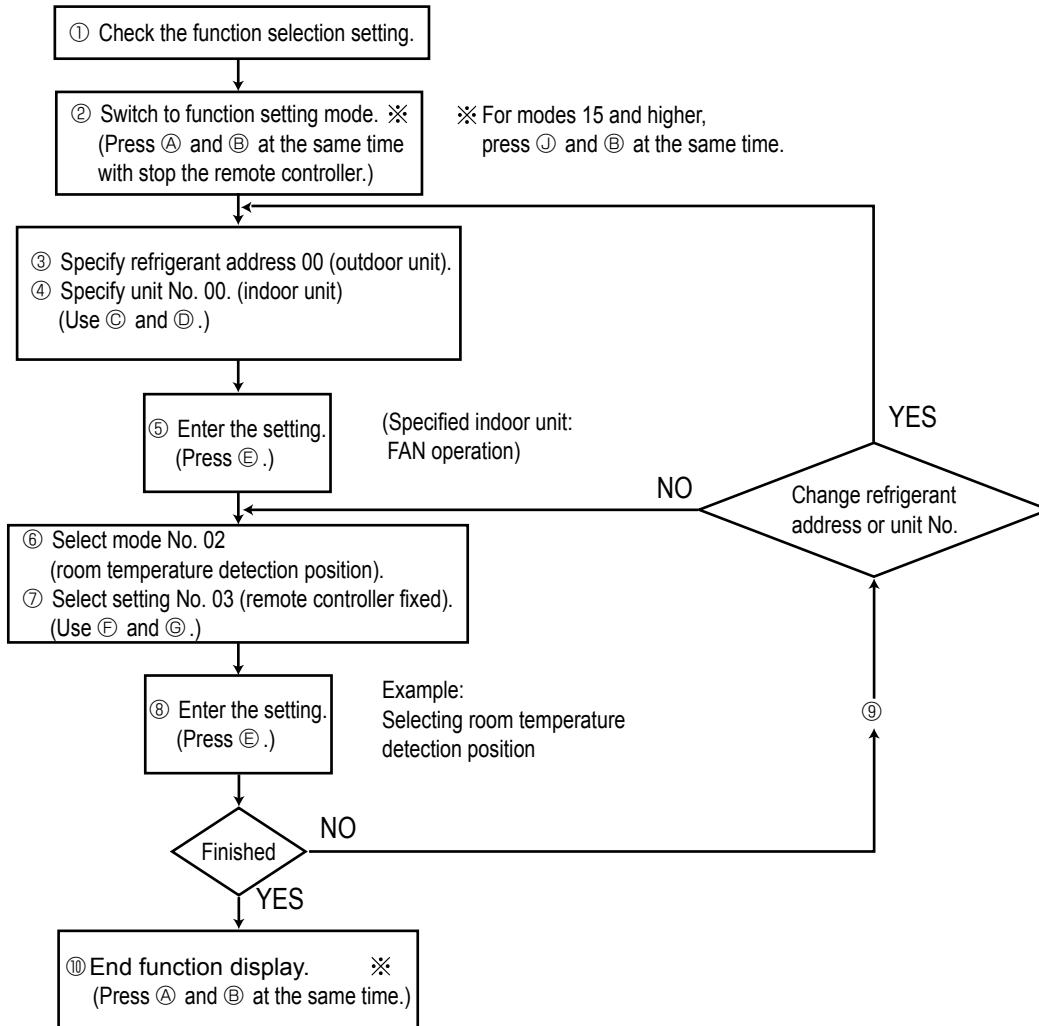 ① Check the function selection setting.
② Switch to function setting mode. ※
(Press Ⓐ and Ⓑ at the same time
with stop the remote controller.)
※ For modes 15 and higher,
press Ⓙ and Ⓑ at the same time.
③ Specify refrigerant address 00 (outdoor unit).
④ Specify unit No. 00. (indoor unit)
(Use Ⓒ and Ⓓ.)
⑤ Enter the setting.
(Press Ⓔ.)
(Specified indoor unit:
FAN operation)
YES
NO
Change refrigerant
address or unit No.
⑥ Select mode No. 02
(room temperature detection position).
⑦ Select setting No. 03 (remote controller fixed).
(Use Ⓕ and Ⓖ.)
⑧ Enter the setting.
(Press Ⓔ.)
Example:
Selecting room temperature
detection position
⑨
Finished
NO
YES
⑩ End function display. ※
(Press Ⓐ and Ⓑ at the same time.)